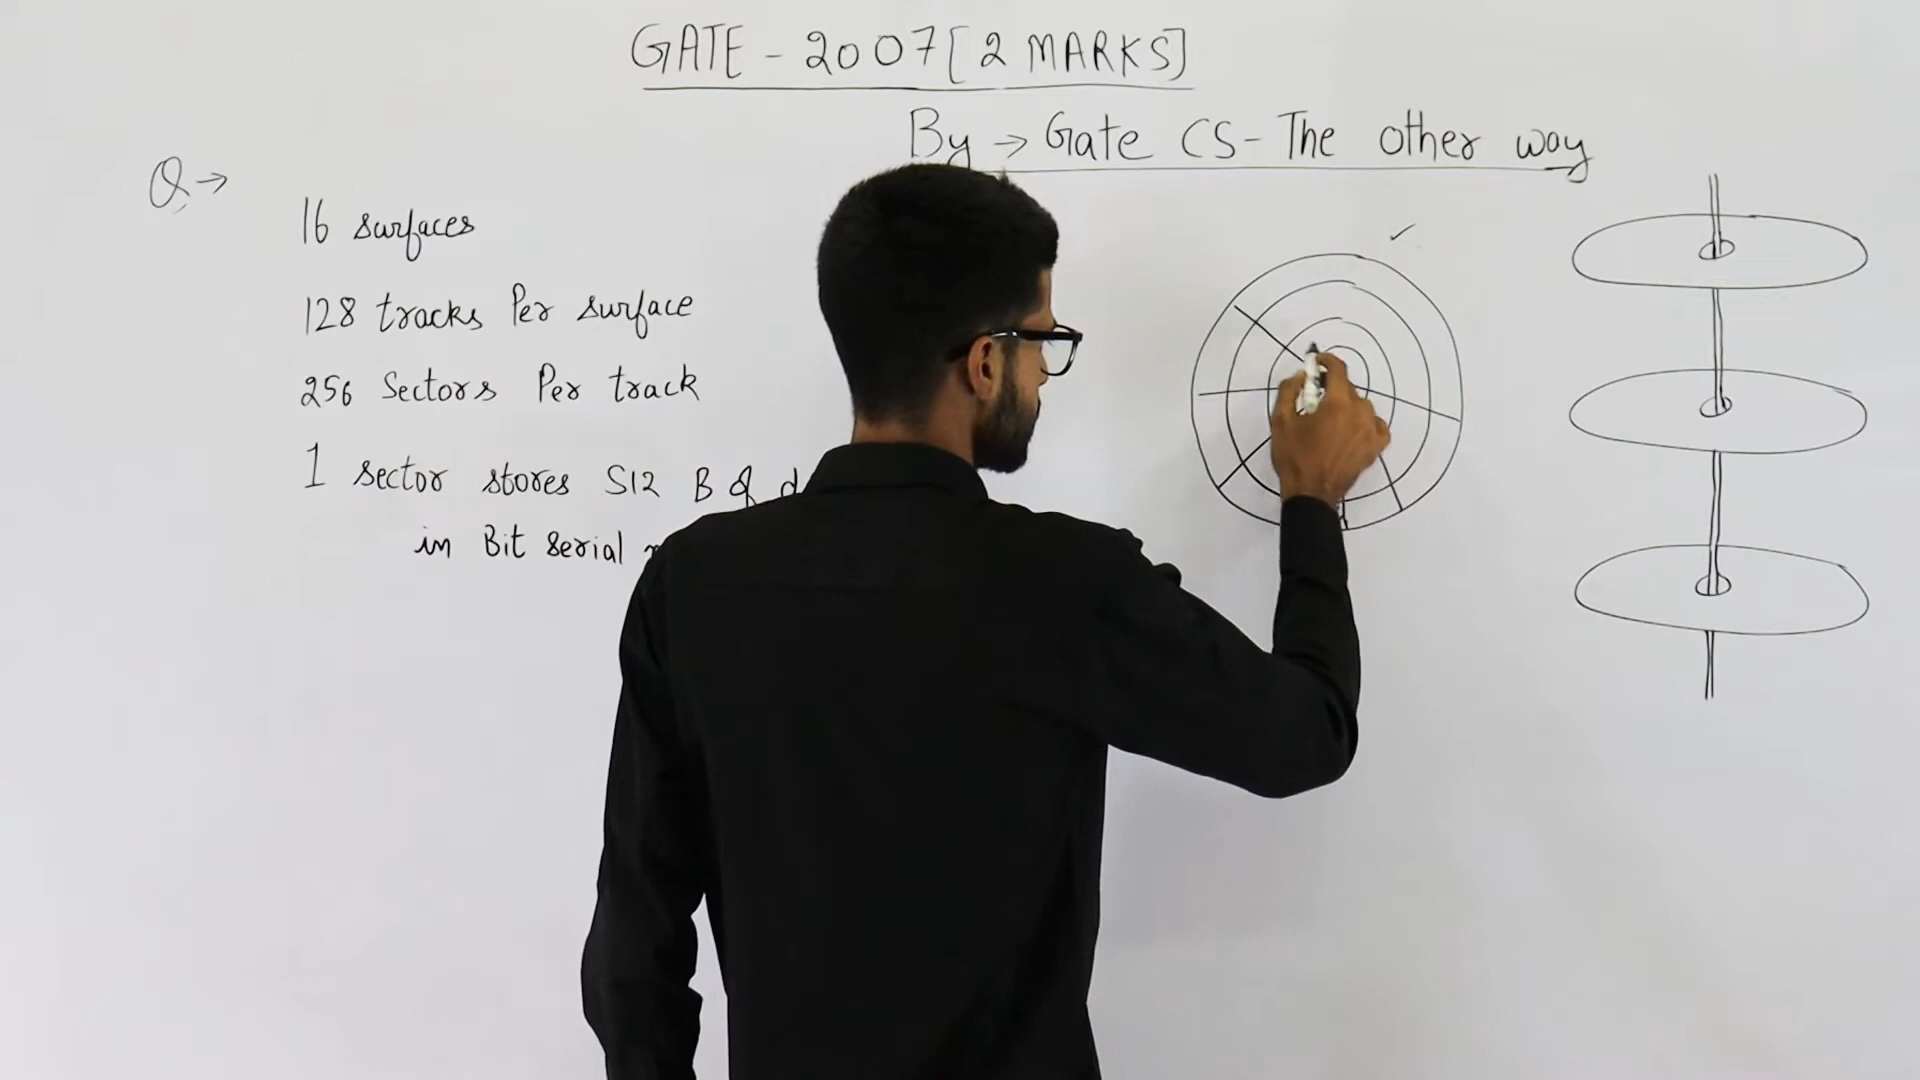 GATE - 2007 [2 MARKS]
By → Gate CS - The other way
Q →
16 surfaces
128 tracks Per surface
256 Sectors Per track
1 sector stores 512 B of
in Bit serial